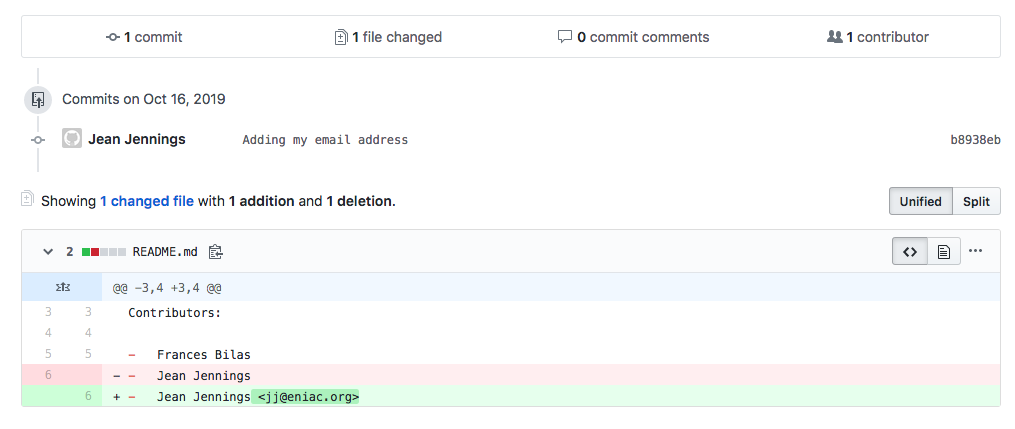 1 commit 1 file changed 0 commit comments 1 contributor
Commits on Oct 16, 2019
Jean Jennings Adding my email address b8938eb
Showing 1 changed file with 1 addition and 1 deletion. Unified Split
2 README.md
@@ -3,4 +3,4 @@
3 3 Contributors:
4 4
5 5 - Frances Bilas
6 - - Jean Jennings
6 + - Jean Jennings <jj@eniac.org>